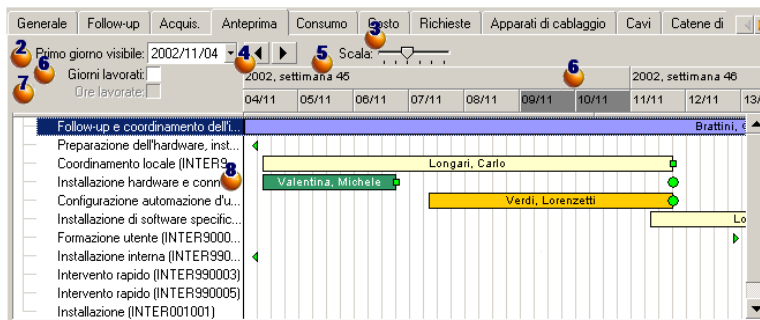 Generale Follow-up Acquis. Anteprima Consumo Costo Richieste Apparati di cablaggio Cavi Catene di
3
2 Primo giorno visibile: 2002/11/04 4 5 Scala:
6 Giorni lavorati: 6
7 Ore lavorate:
2002, settimana 45 2002, settimana 46
04/11 05/11 06/11 07/11 08/11 09/11 10/11 11/11 12/11 13/
Follow-up e coordinamento dell'i... Brattini,
Preparazione dell'hardware, inst...
Coordinamento locale (INTER9... Longari, Carlo
8
Installazione hardware e conn Valentina, Michele
Configurazione automazione d'u... Verdi, Lorenzetti
Installazione di software specific... Lo
Formazione utente (INTER9000...
Installazione interna (INTER990...
Intervento rapido (INTER990003)
Intervento rapido (INTER990005)
Installazione (INTER001001)